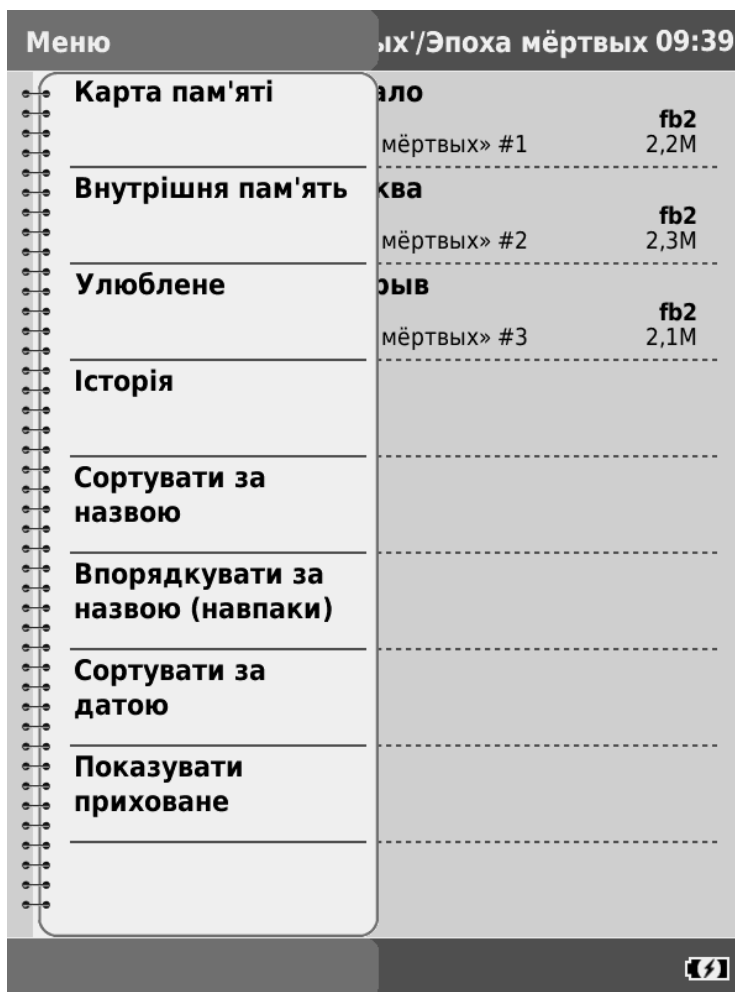 Меню
ых'/Эпоха мёртвых 09:39
Карта пам'яті
ало
fb2
мёртвых» #1 2,2M
Внутрішня пам'ять
ква
fb2
мёртвых» #2 2,3M
Улюблене
рыв
fb2
мёртвых» #3 2,1M
Історія
Сортувати за
назвою
Впорядкувати за
назвою (навпаки)
Сортувати за
датою
Показувати
приховане